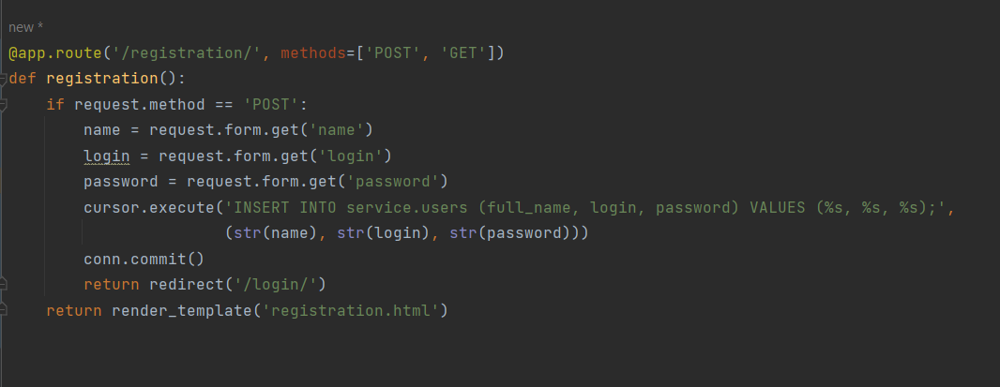 new *
@app.route('/registration/', methods=['POST', 'GET'])
def registration():
    if request.method == 'POST':
        name = request.form.get('name')
        login = request.form.get('login')
        password = request.form.get('password')
        cursor.execute('INSERT INTO service.users (full_name, login, password) VALUES (%s, %s, %s);',
                       (str(name), str(login), str(password)))
        conn.commit()
        return redirect('/login/')
    return render_template('registration.html')